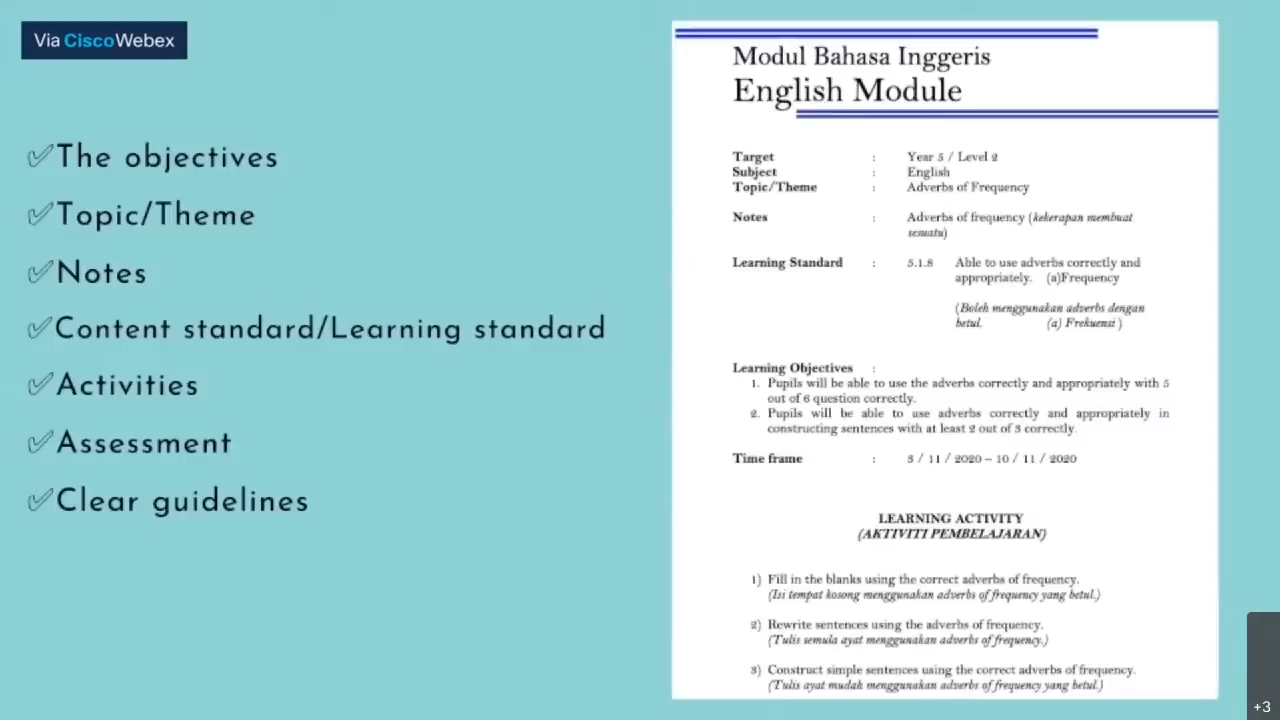 Via CiscoWebex
✅The objectives
✅Topic/Theme
✅Notes
✅Content standard/Learning standard
✅Activities
✅Assessment
✅Clear guidelines
Modul Bahasa Inggeris
English Module
Target : Year 5 / Level 2
Subject : English
Topic/Theme : Adverbs of Frequency
Notes : Adverbs of frequency (kekerapan membuat
sesuatu)
Learning Standard : 5.1.8 Able to use adverbs correctly and
appropriately. (a)Frequency
(Boleh menggunakan adverbs dengan
betul. (a) Frekuensi )
Learning Objectives :
1. Pupils will be able to use the adverbs correctly and appropriately with 5
out of 6 question correctly.
2. Pupils will be able to use adverbs correctly and appropriately in
constructing sentences with at least 2 out of 3 correctly.
Time frame : 3 / 11 / 2020 – 10 / 11 / 2020
LEARNING ACTIVITY
(AKTIVITI PEMBELAJARAN)
1) Fill in the blanks using the correct adverbs of frequency.
(Isi tempat kosong menggunakan adverbs of frequency yang betul.)
2) Rewrite sentences using the adverbs of frequency.
(Tulis semula ayat menggunakan adverbs of frequency.)
3) Construct simple sentences using the correct adverbs of frequency.
(Tulis ayat mudah menggunakan adverbs of frequency yang betul.)
+3